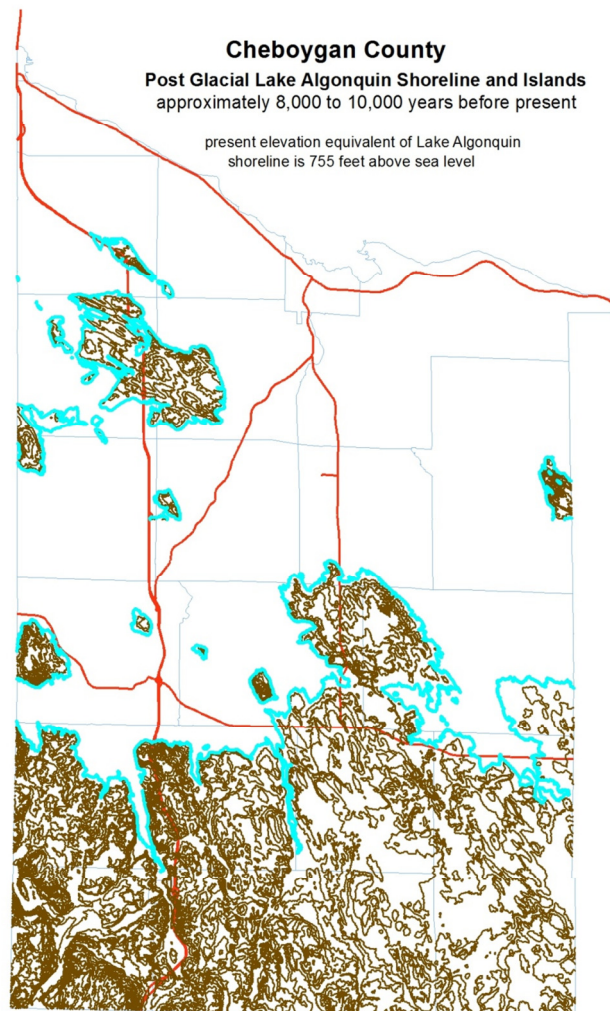 Cheboygan County
Post Glacial Lake Algonquin Shoreline and Islands
approximately 8,000 to 10,000 years before present
present elevation equivalent of Lake Algonquin
shoreline is 755 feet above sea level